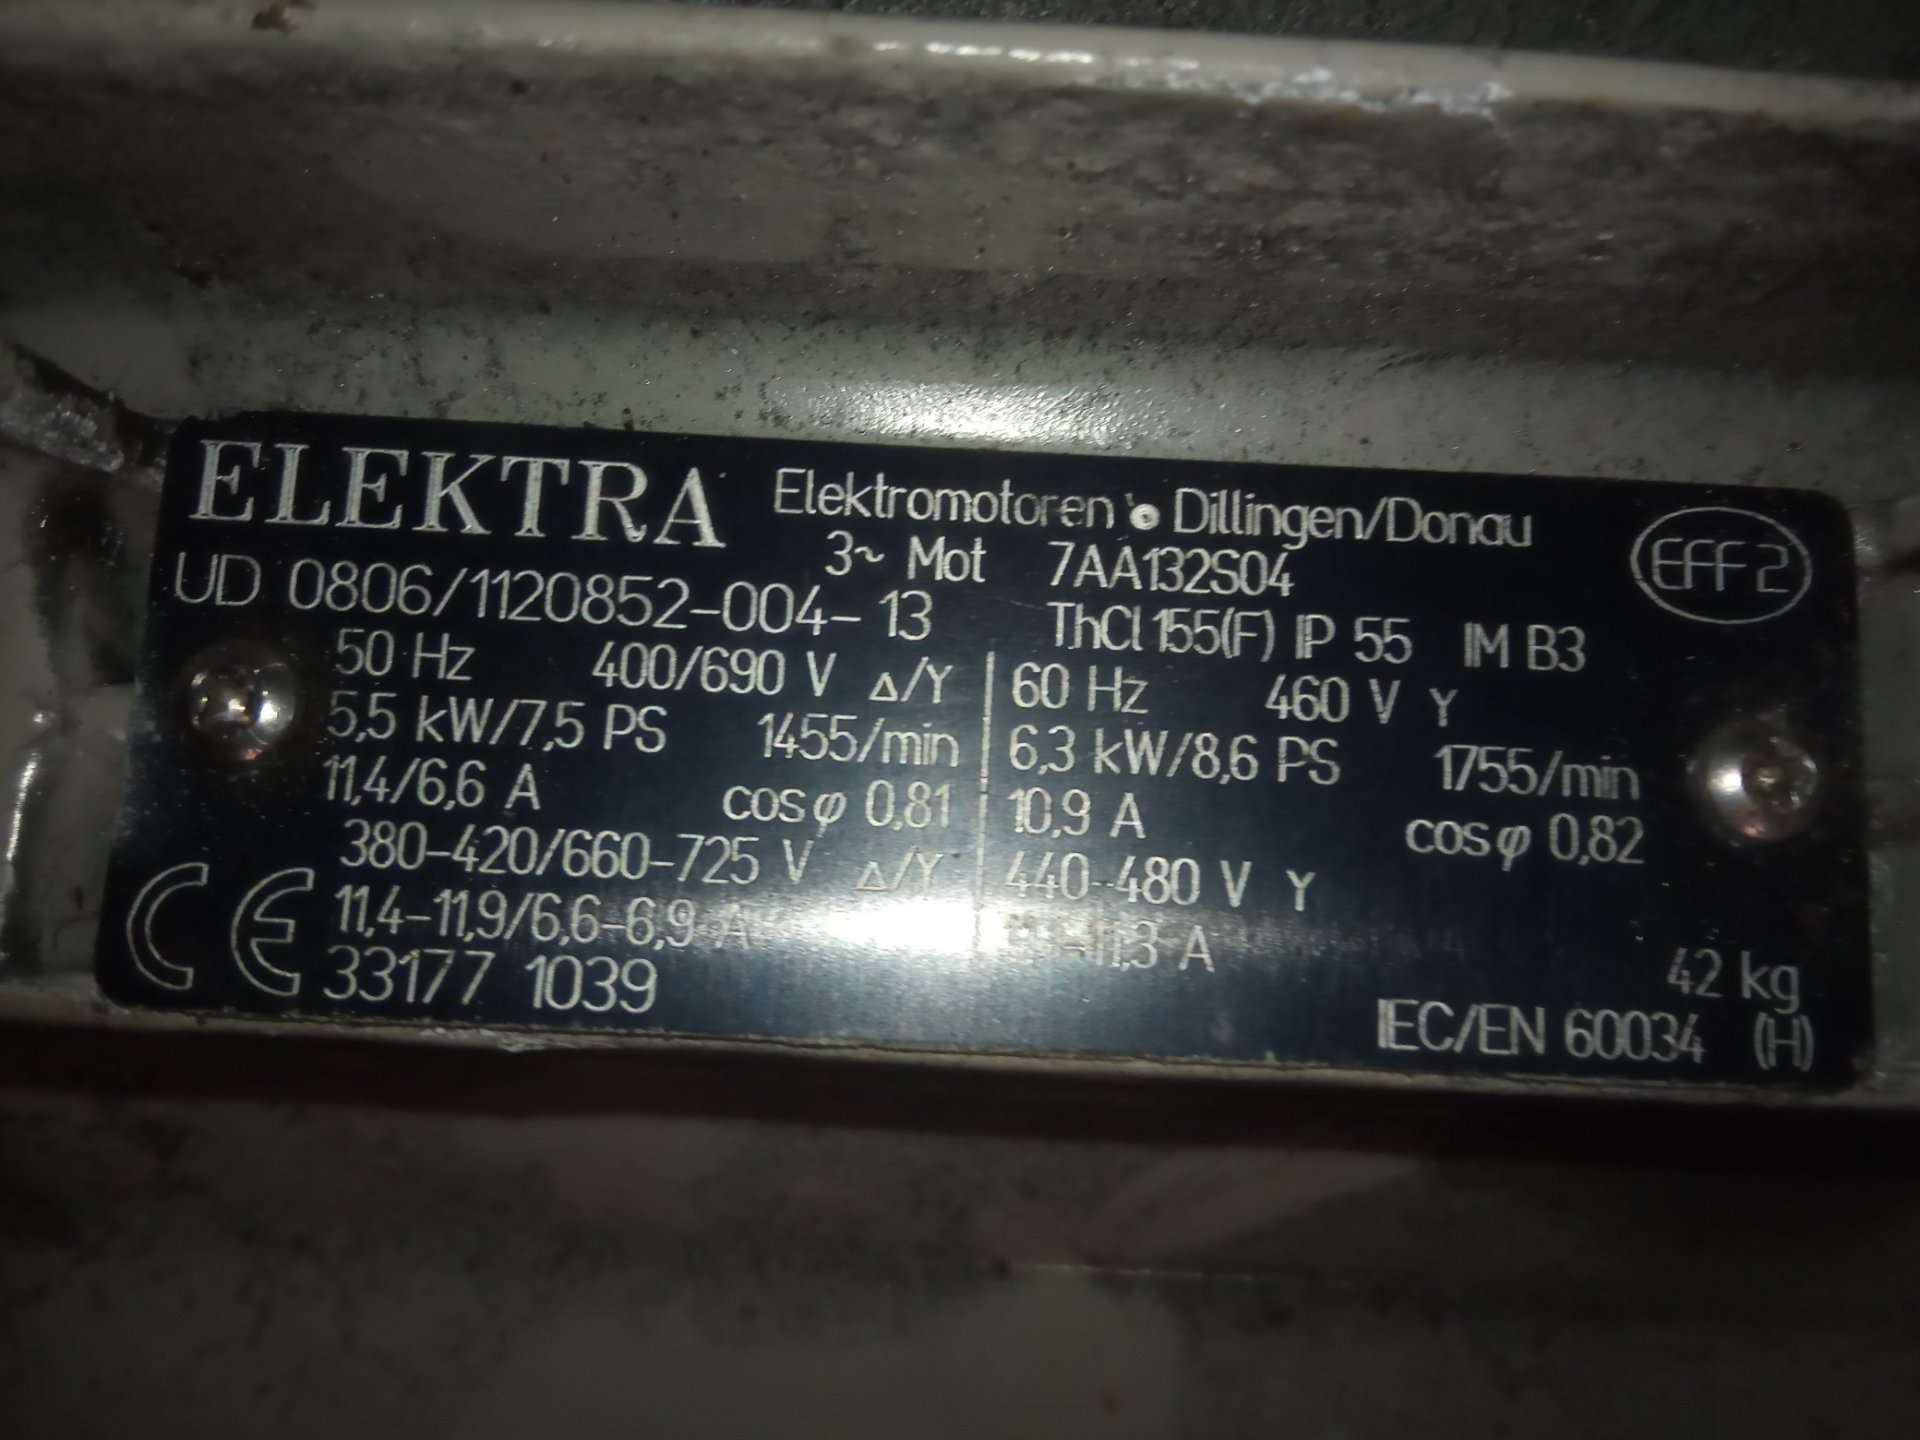 ELEKTRA Elektromotoren Dillingen/Donau
3~ Mot 7AA132S04 EFF2
UD 0806/1120852-004-13 ThCl 155(F) IP 55 IM B3
50 Hz 400/690 V Δ/Y 60 Hz 460 V Y
5,5 kW/7,5 PS 1455/min 6,3 kW/8,6 PS 1755/min
11,4/6,6 A cos φ 0,81 10,9 A cos φ 0,82
380-420/660-725 V Δ/Y 440-480 V Y
CE 11,4-11,9/6,6-6,9 A -11,3 A 42 kg
33177 1039 IEC/EN 60034 (H)